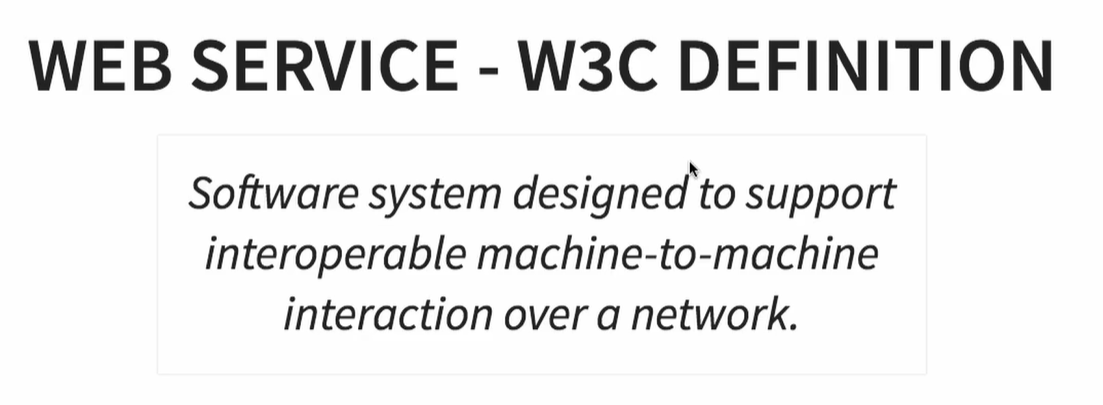 WEB SERVICE - W3C DEFINITION
Software system designed to support
interoperable machine-to-machine
interaction over a network.